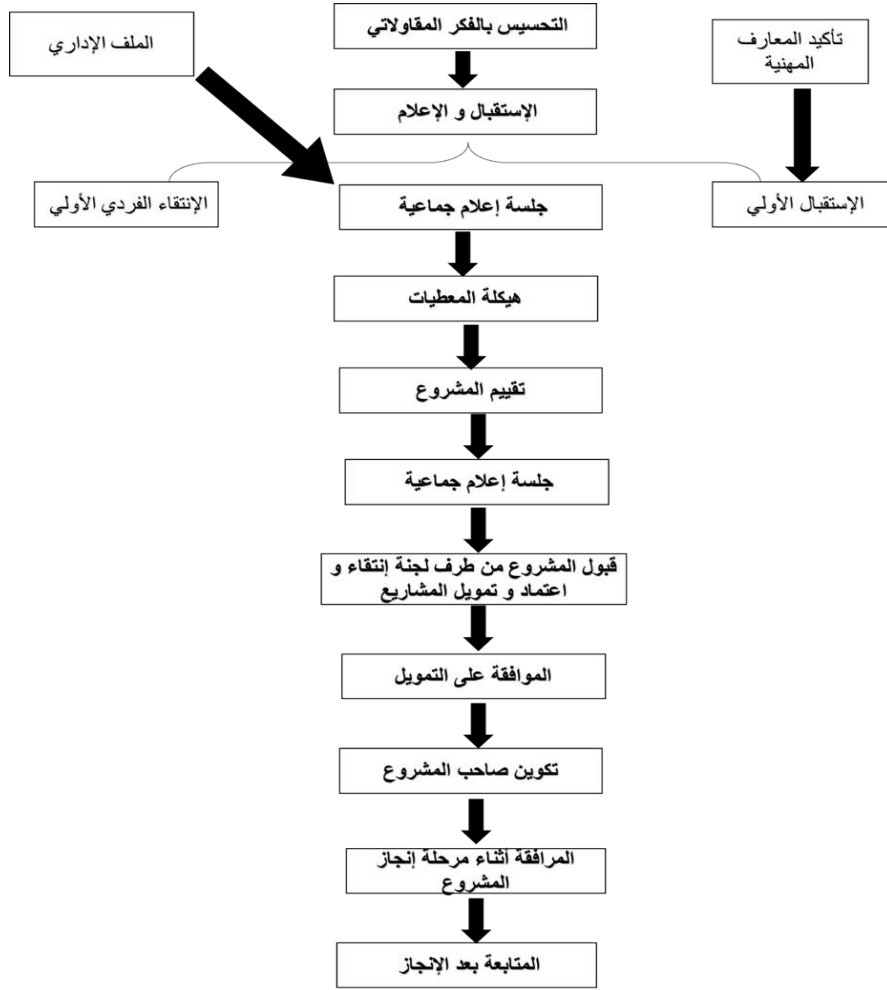 التحسيس بالفكر المقاولاتي
الملف الإداري
تأكيد المعارف
المهنية
الإستقبال و الإعلام
الإستقبال الأولي
جلسة إعلام جماعية
الإنتقاء الفردي الأولي
هيكلة المعطيات
تقييم المشروع
جلسة إعلام جماعية
قبول المشروع من طرف لجنة إنتقاء و
اعتماد و تمويل المشاريع
الموافقة على التمويل
تكوين صاحب المشروع
المرافقة أثناء مرحلة إنجاز
المشروع
المتابعة بعد الإنجاز